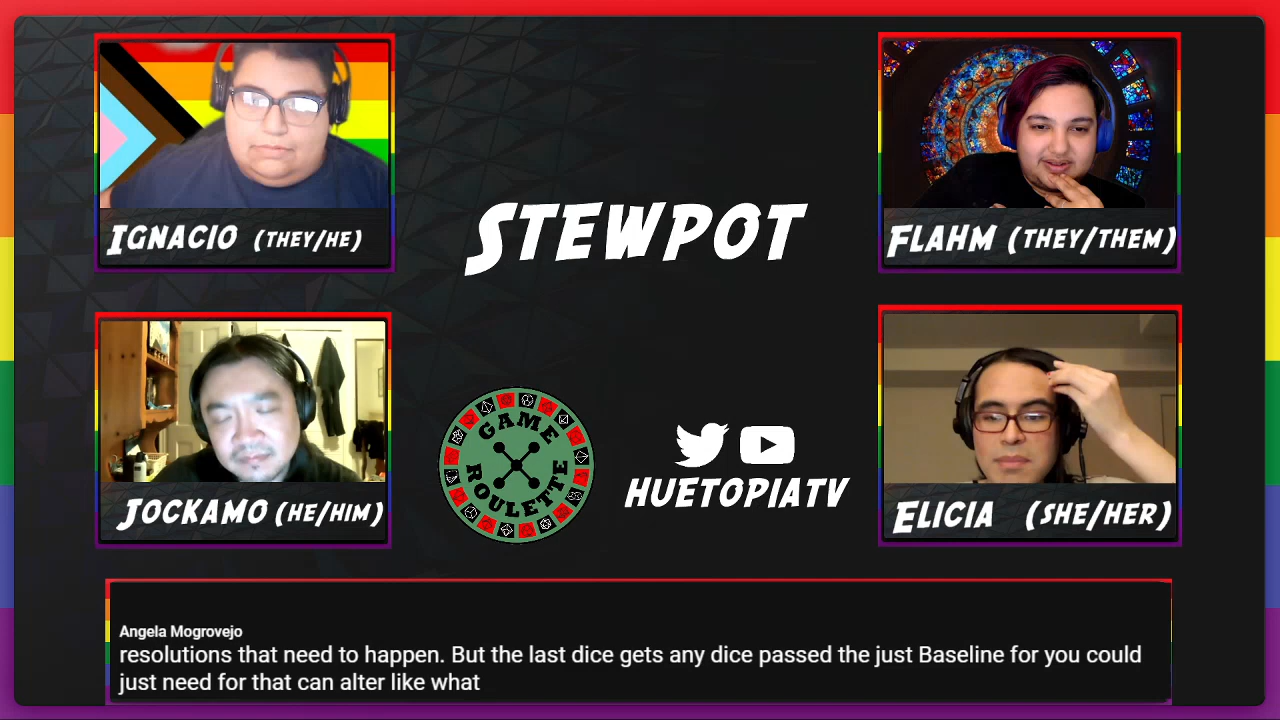 IGNACIO (THEY/HE)
FLAHM (THEY/THEM)
STEWPOT
JOCKAMO (HE/HIM)
GAME
ROULETTE
HUETOPIATV
ELICIA (SHE/HER)
Angela Mogrovejo
resolutions that need to happen. But the last dice gets any dice passed the just Baseline for you could
just need for that can alter like what